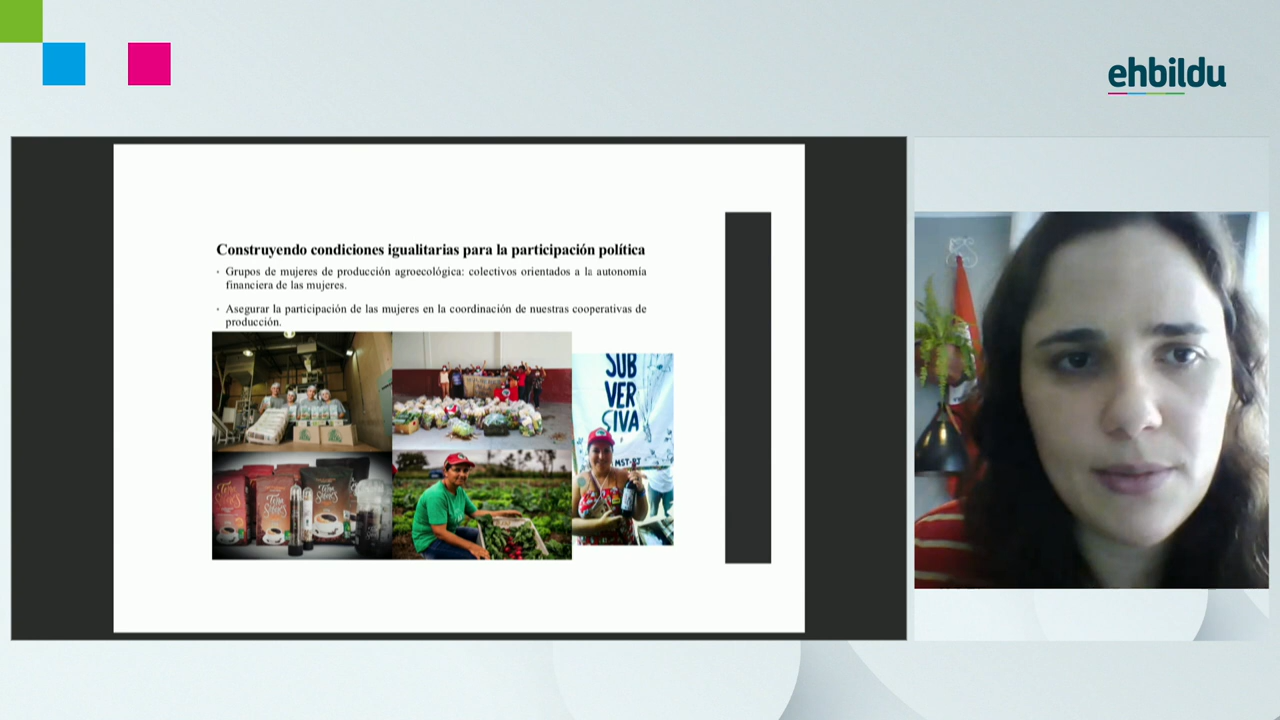 ehbildu
Construyendo condiciones igualitarias para la participación política
· Grupos de mujeres de producción agroecológica: colectivos orientados a la autonomía
financiera de las mujeres.
· Asegurar la participación de las mujeres en la coordinación de nuestras cooperativas de
producción.
SUB
VER
SIVA
MST-RJ